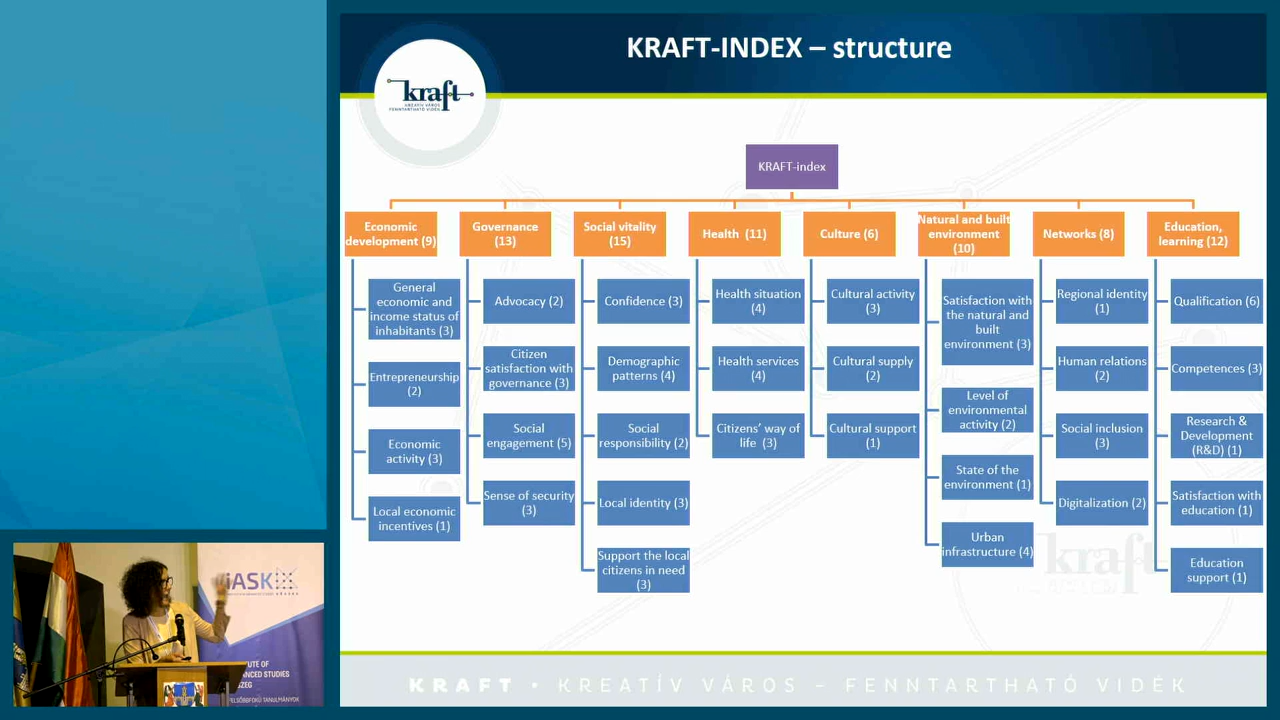 KRAFT-INDEX – structure
kraft
KREATÍV VÁROS
FENNTARTHATÓ VIDÉK
KRAFT-index
Economic
development (9)
General
economic and
income status of
inhabitants (3)
Entrepreneurship
(2)
Economic
activity (3)
Local economic
incentives (1)
Governance
(13)
Advocacy (2)
Citizen
satisfaction with
governance (3)
Social
engagement (5)
Sense of security
(3)
Social vitality
(15)
Confidence (3)
Demographic
patterns (4)
Social
responsibility (2)
Local identity (3)
Support the local
citizens in need
(3)
Health (11)
Health situation
(4)
Health services
(4)
Citizens’ way of
life (3)
Culture (6)
Cultural activity
(3)
Cultural supply
(2)
Cultural support
(1)
Natural and built
environment
(10)
Satisfaction with
the natural and
built
environment (3)
Level of
environmental
activity (2)
State of the
environment (1)
Urban
infrastructure (4)
Networks (8)
Regional identity
(1)
Human relations
(2)
Social inclusion
(3)
Digitalization (2)
Education,
learning (12)
Qualification (6)
Competences (3)
Research &
Development
(R&D) (1)
Satisfaction with
education (1)
Education
support (1)
kraft
KRAFT • KREATÍV VÁROS – FENNTARTHATÓ VIDÉK
iASK
TUTE OF
ANCED STUDIES
SZEG
ELSŐBBFOKÚ TANULMÁNYOK